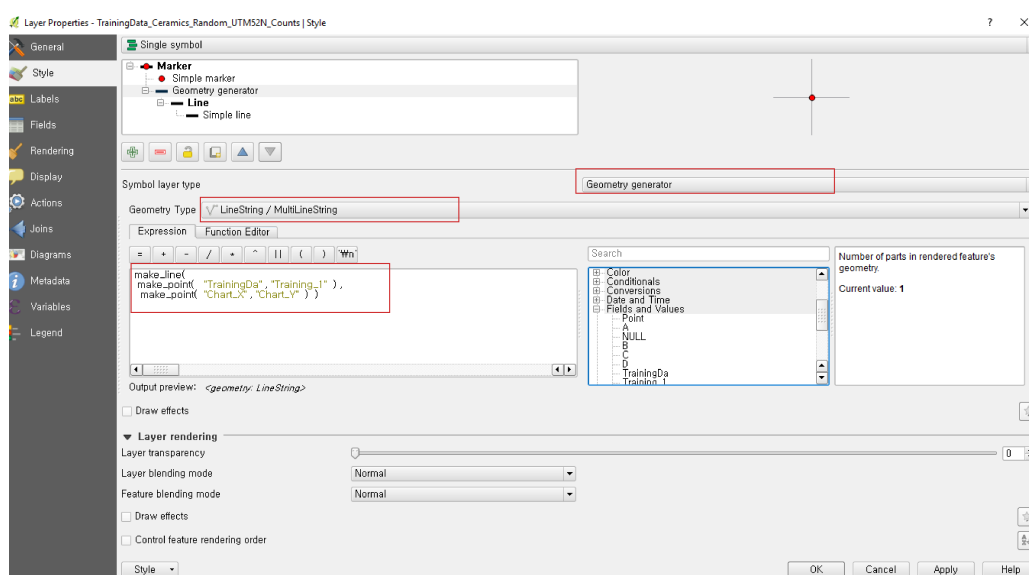 Layer Properties - TrainingData_Ceramics_Random_UTM52N_Counts | Style
?
General
Style
abc Labels
Fields
Rendering
Display
Actions
Joins
Diagrams
Metadata
Variables
Legend
Single symbol
Marker
Simple marker
Geometry generator
Line
Simple line
Symbol layer type
Geometry generator
Geometry Type LineString / MultiLineString
Expression Function Editor
= + - / * ^ || ( ) '₩n'
make_line(
make_point( "TrainingDa" , "Training_1" ) ,
make_point( "Chart_X" , "Chart_Y" ) )
Output preview: <geometry: LineString>
Search
Color
Conditionals
Conversions
Date and Time
Fields and Values
Point
A
NULL
B
C
D
TrainingDa
Training_1
Number of parts in rendered feature's
geometry.
Current value: 1
Draw effects
Layer rendering
Layer transparency 0
Layer blending mode Normal
Feature blending mode Normal
Draw effects
Control feature rendering order
Style OK Cancel Apply Help